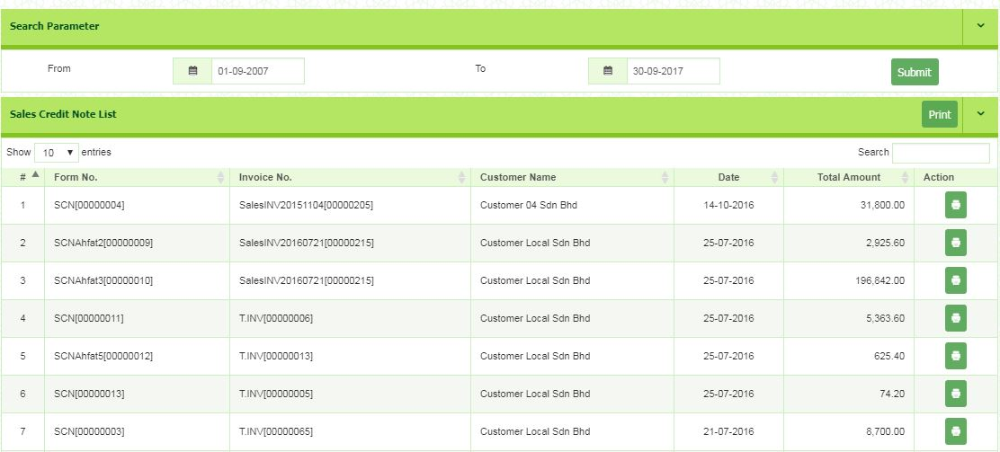 Search Parameter
From 01-09-2007 To 30-09-2017 Submit
Sales Credit Note List Print
Show 10 entries Search
# Form No. Invoice No. Customer Name Date Total Amount Action
1 SCN[00000004] SalesINV20151104[00000205] Customer 04 Sdn Bhd 14-10-2016 31,800.00
2 SCNAhfat2[00000009] SalesINV20160721[00000215] Customer Local Sdn Bhd 25-07-2016 2,925.60
3 SCNAhfat3[00000010] SalesINV20160721[00000215] Customer Local Sdn Bhd 25-07-2016 196,842.00
4 SCN[00000011] T.INV[00000006] Customer Local Sdn Bhd 25-07-2016 5,363.60
5 SCNAhfat5[00000012] T.INV[00000013] Customer Local Sdn Bhd 25-07-2016 625.40
6 SCN[00000013] T.INV[00000005] Customer Local Sdn Bhd 25-07-2016 74.20
7 SCN[00000003] T.INV[00000065] Customer Local Sdn Bhd 21-07-2016 8,700.00